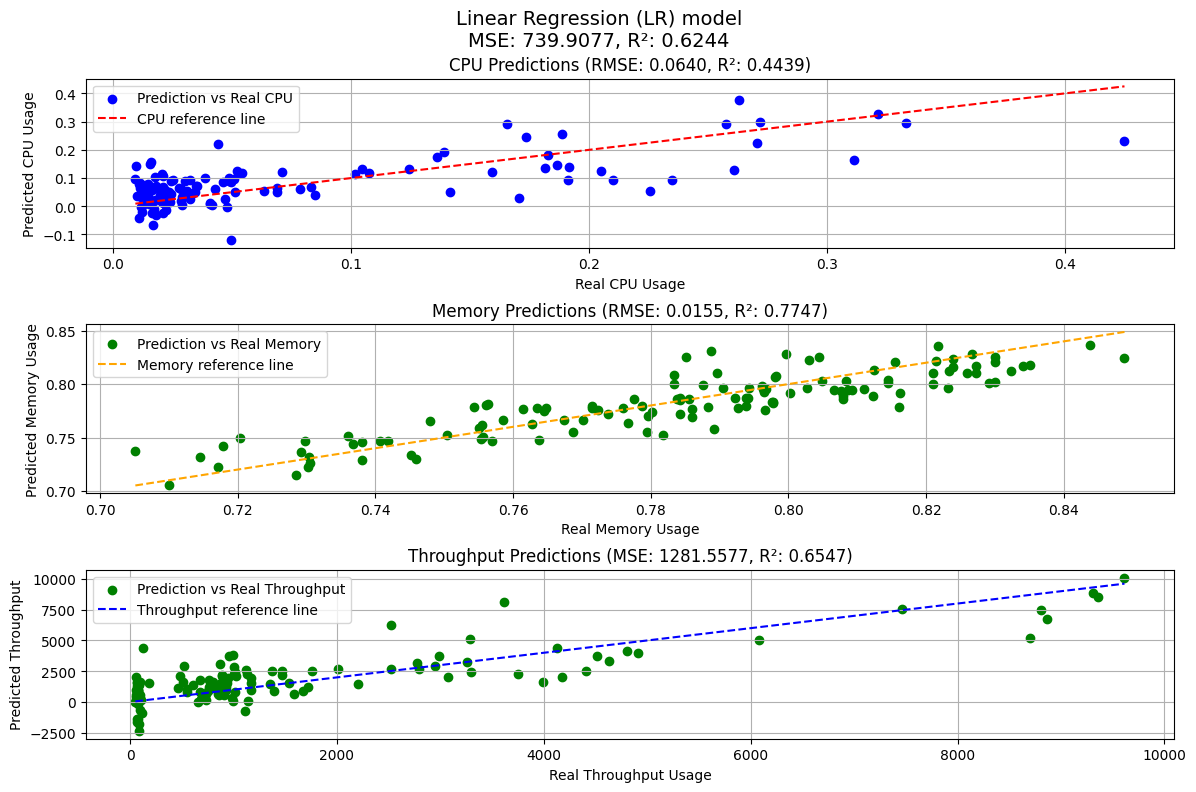 Linear Regression (LR) model
MSE: 739.9077, R²: 0.6244
CPU Predictions (RMSE: 0.0640, R²: 0.4439)
Predicted CPU Usage
0.4
0.3
0.2
0.1
0.0
−0.1
Prediction vs Real CPU
CPU reference line
0.0 0.1 0.2 0.3 0.4
Real CPU Usage
Memory Predictions (RMSE: 0.0155, R²: 0.7747)
Predicted Memory Usage
0.85
0.80
0.75
0.70
Prediction vs Real Memory
Memory reference line
0.70 0.72 0.74 0.76 0.78 0.80 0.82 0.84
Real Memory Usage
Throughput Predictions (MSE: 1281.5577, R²: 0.6547)
Predicted Throughput
10000
7500
5000
2500
0
−2500
Prediction vs Real Throughput
Throughput reference line
0 2000 4000 6000 8000 10000
Real Throughput Usage